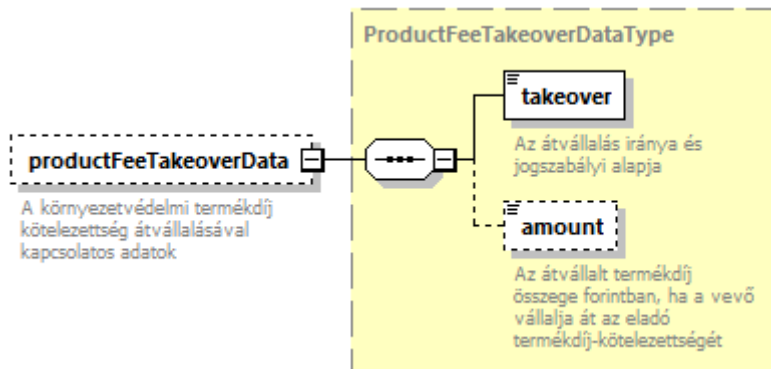 ProductFeeTakeoverDataType
takeover
Az átvállalás iránya és
jogszabályi alapja
productFeeTakeoverData
A környezetvédelmi termékdíj
kötelezettség átvállalásával
kapcsolatos adatok
amount
Az átvállalt termékdíj
összege forintban, ha a vevő
vállalja át az eladó
termékdíj-kötelezettségét